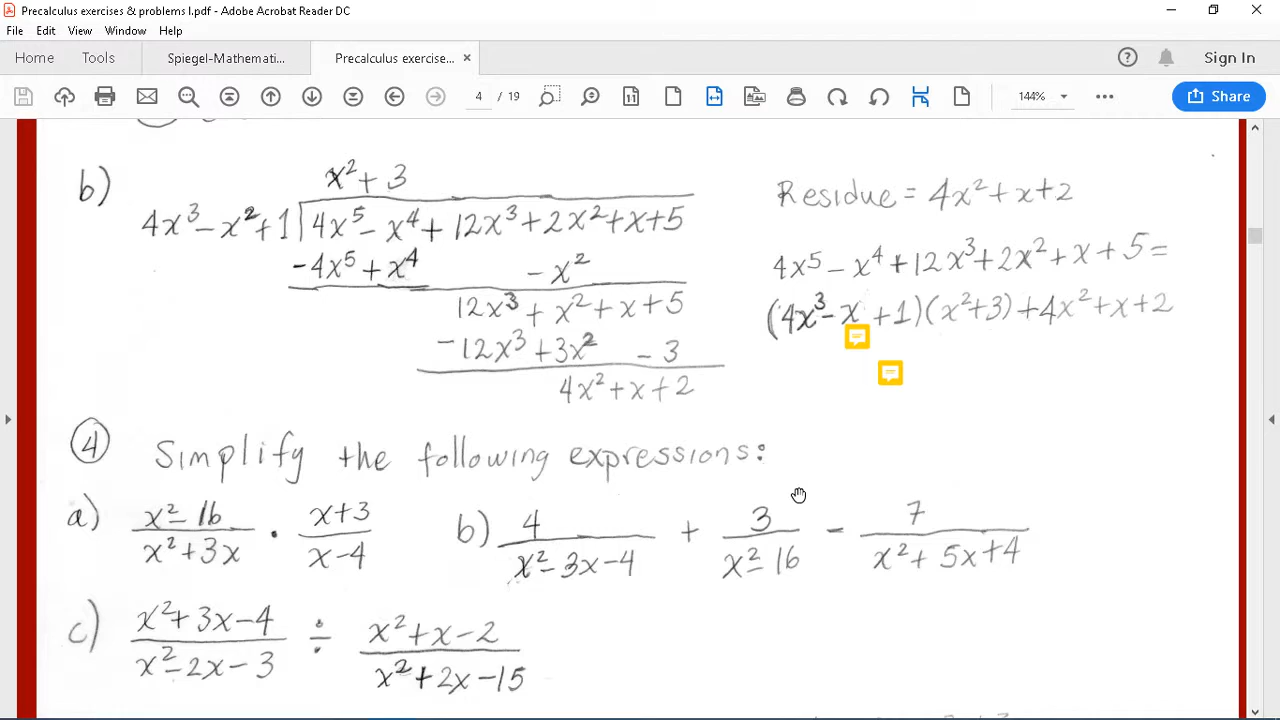 Precalculus exercises & problems I.pdf - Adobe Acrobat Reader DC
File Edit View Window Help
Home Tools Spiegel-Mathemati... Precalculus exercise... × Sign In
4 / 19 144% Share
b)
x² + 3
4x³ - x² + 1 | 4x⁵ - x⁴ + 12x³ + 2x² + x + 5
-4x⁵ + x⁴ - x²
12x³ + x² + x + 5
-12x³ + 3x² - 3
4x² + x + 2
Residue = 4x² + x + 2
4x⁵ - x⁴ + 12x³ + 2x² + x + 5 =
(4x³ - x + 1)(x² + 3) + 4x² + x + 2
④ Simplify the following expressions:
a) x² - 16 / x² + 3x · x + 3 / x - 4 b) 4 / x² - 3x - 4 + 3 / x² - 16 - 7 / x² + 5x + 4
c) x² + 3x - 4 / x² - 2x - 3 ÷ x² + x - 2 / x² + 2x - 15